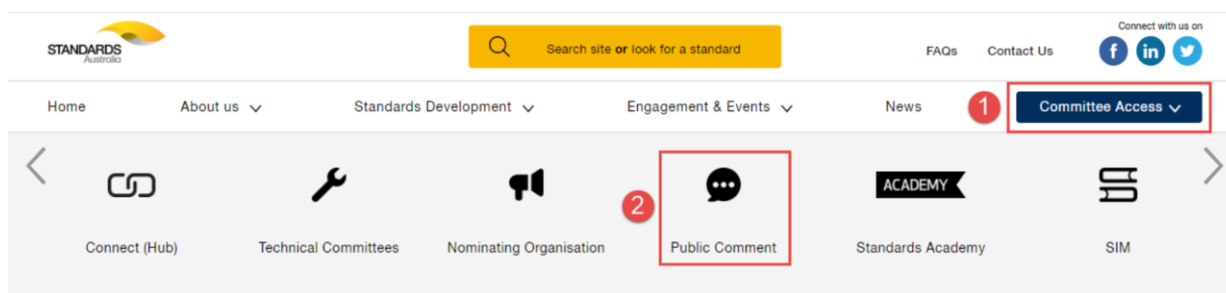 Connect with us on
STANDARDS
Australia
Search site or look for a standard
FAQs
Contact Us
f
in
Home
About us
Standards Development
Engagement & Events
News
1
Committee Access
2
ACADEMY
Connect (Hub)
Technical Committees
Nominating Organisation
Public Comment
Standards Academy
SIM